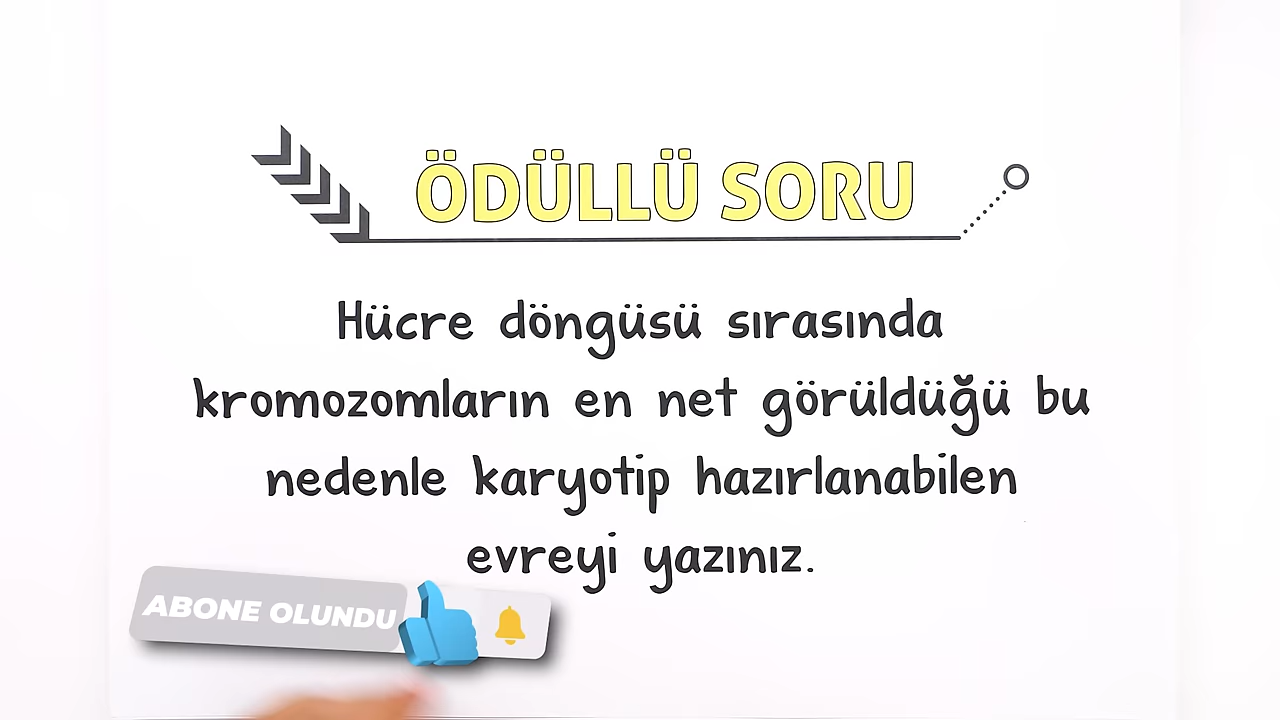 ÖDÜLLÜ SORU
Hücre döngüsü sırasında
kromozomların en net görüldüğü bu
nedenle karyotip hazırlanabilen
evreyi yazınız.
ABONE OLUNDU